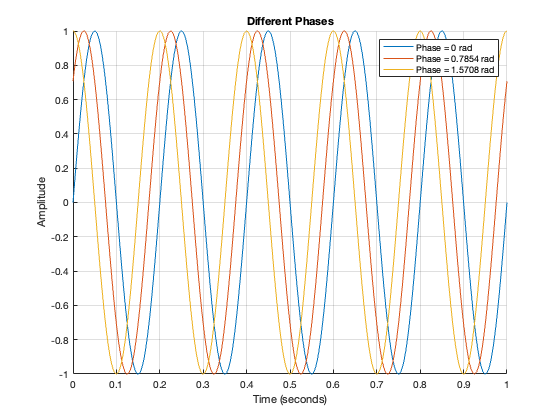 Different Phases
Phase = 0 rad
Phase = 0.7854 rad
Phase = 1.5708 rad
1
0.8
0.6
0.4
0.2
0
-0.2
-0.4
-0.6
-0.8
-1
Amplitude
0 0.1 0.2 0.3 0.4 0.5 0.6 0.7 0.8 0.9 1
Time (seconds)